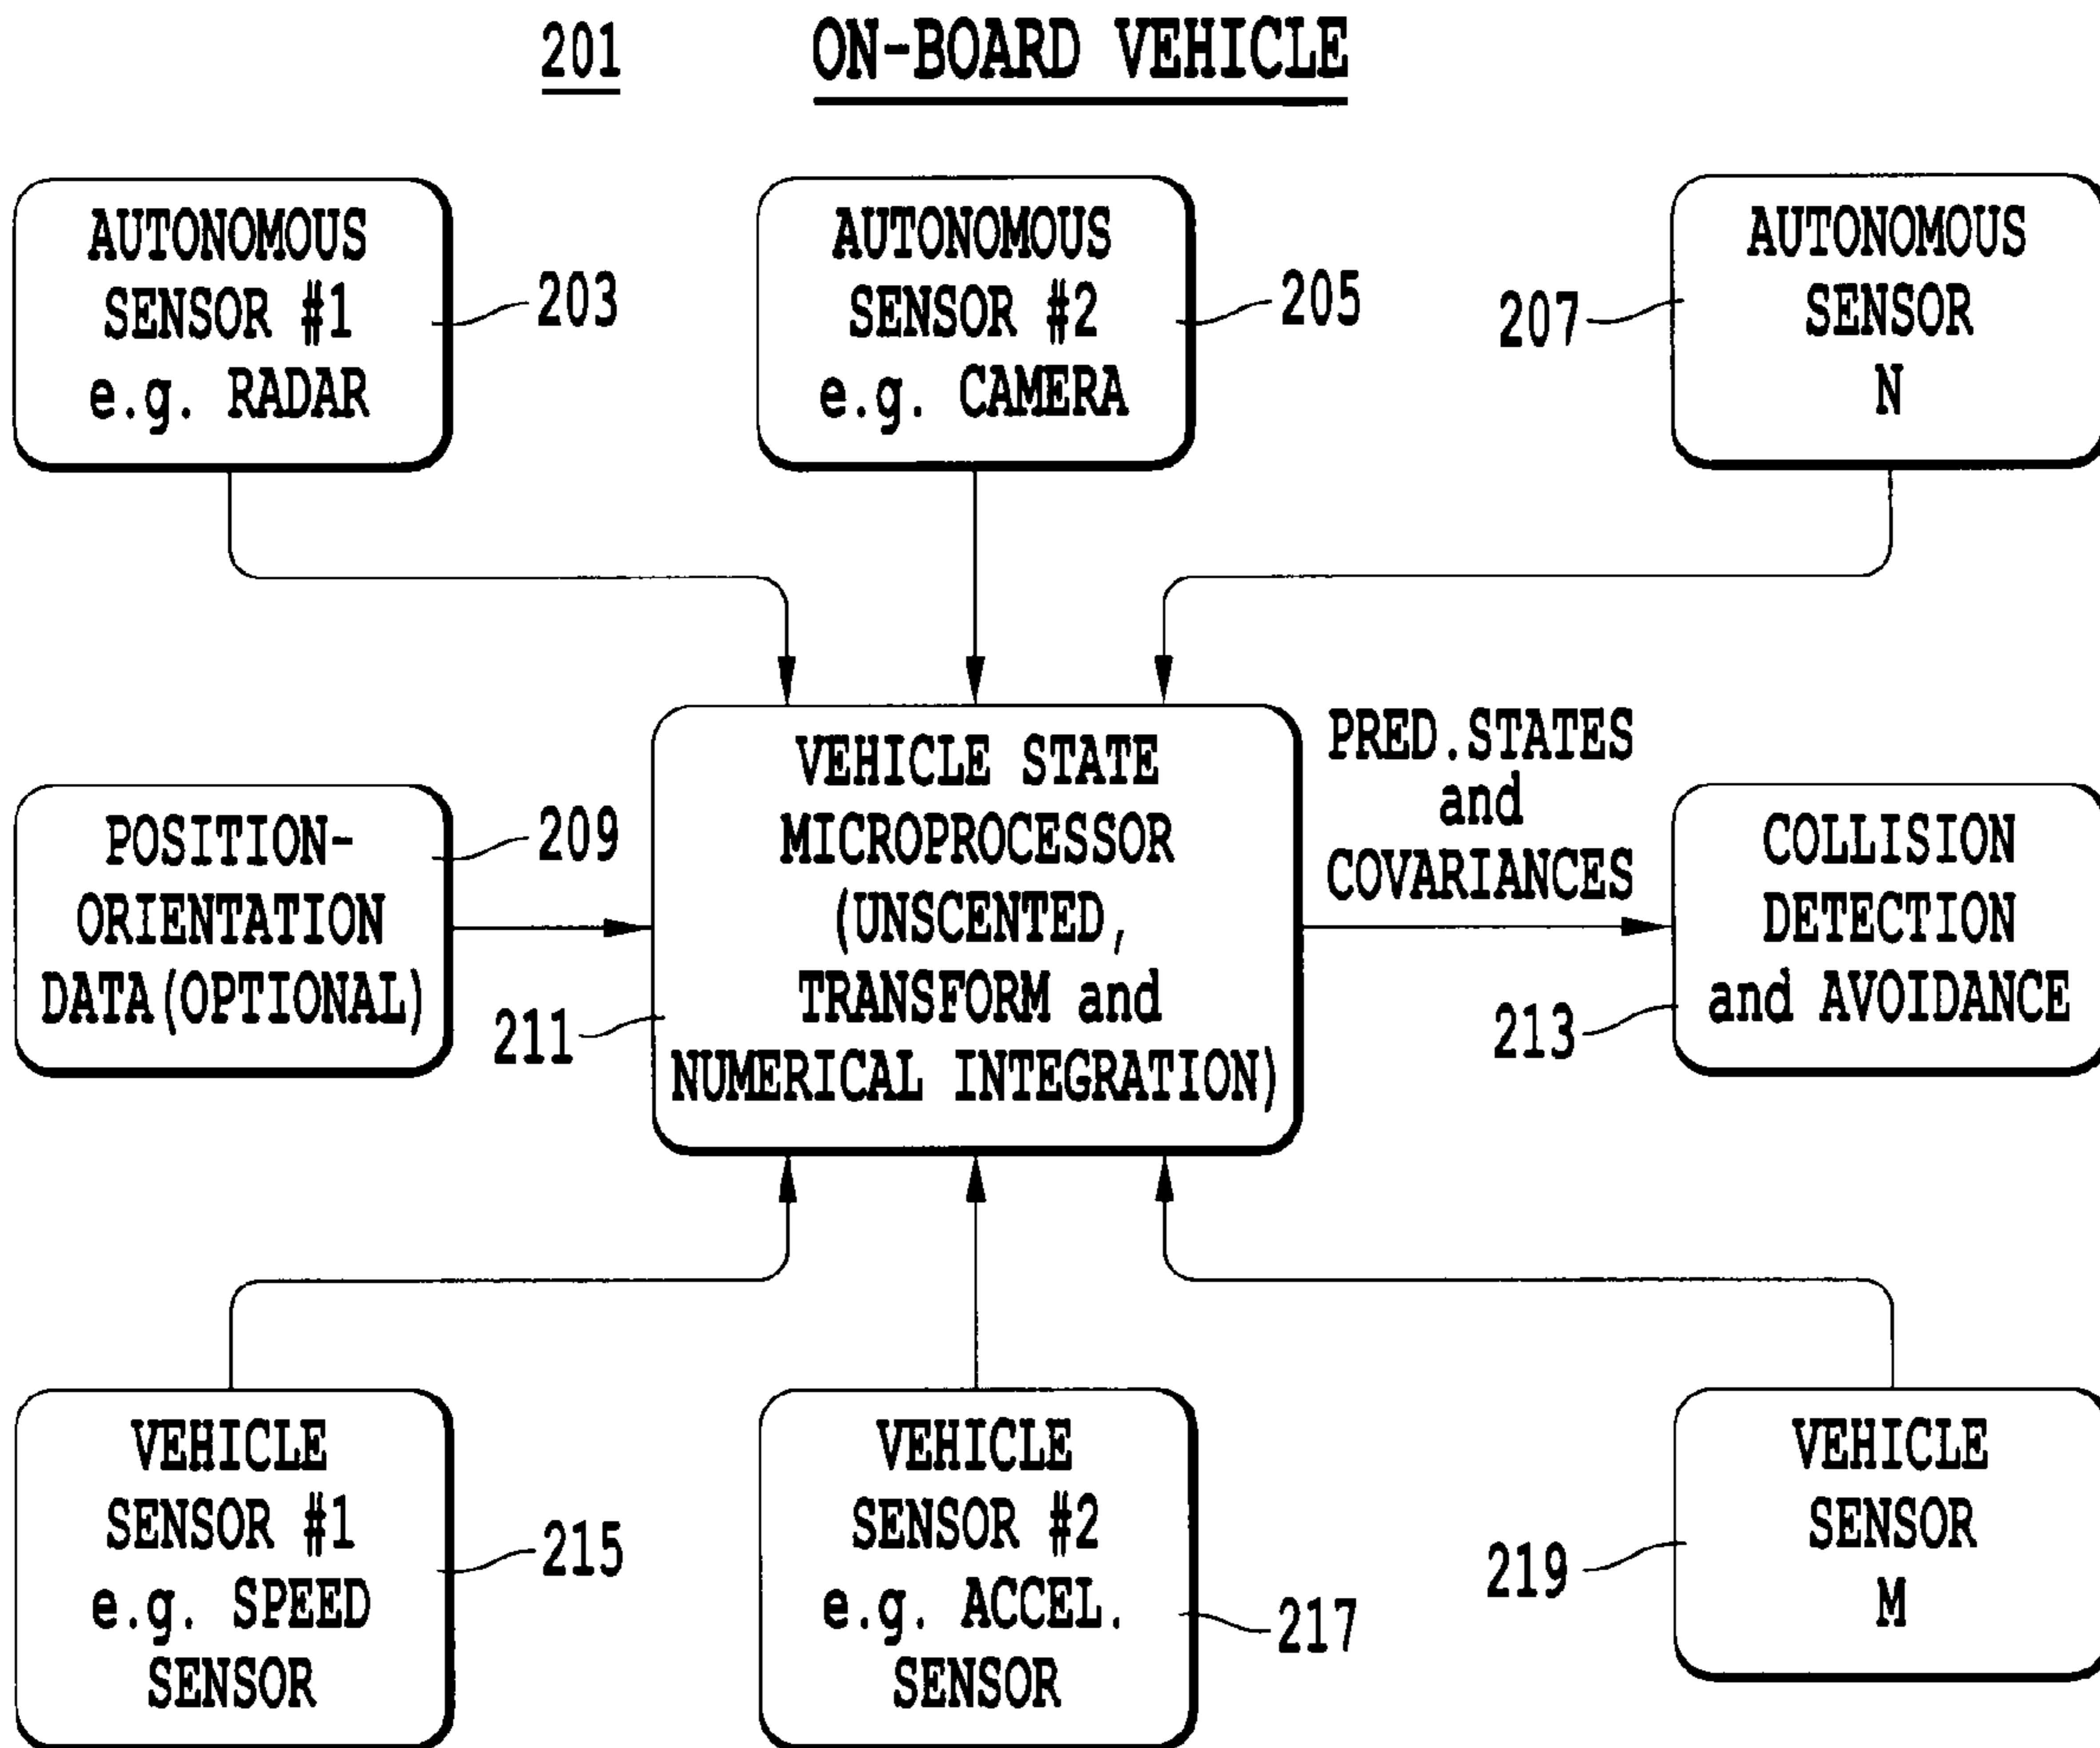 201
ON-BOARD VEHICLE
AUTONOMOUS
SENSOR #1
e.g. RADAR
203
AUTONOMOUS
SENSOR #2
e.g. CAMERA
205
207
AUTONOMOUS
SENSOR
N
POSITION-
ORIENTATION
DATA(OPTIONAL)
209
211
VEHICLE STATE
MICROPROCESSOR
(UNSCENTED,
TRANSFORM and
NUMERICAL INTEGRATION)
PRED.STATES
and
COVARIANCES
213
COLLISION
DETECTION
and AVOIDANCE
VEHICLE
SENSOR #1
e.g. SPEED
SENSOR
215
VEHICLE
SENSOR #2
e.g. ACCEL.
SENSOR
217
219
VEHICLE
SENSOR
M